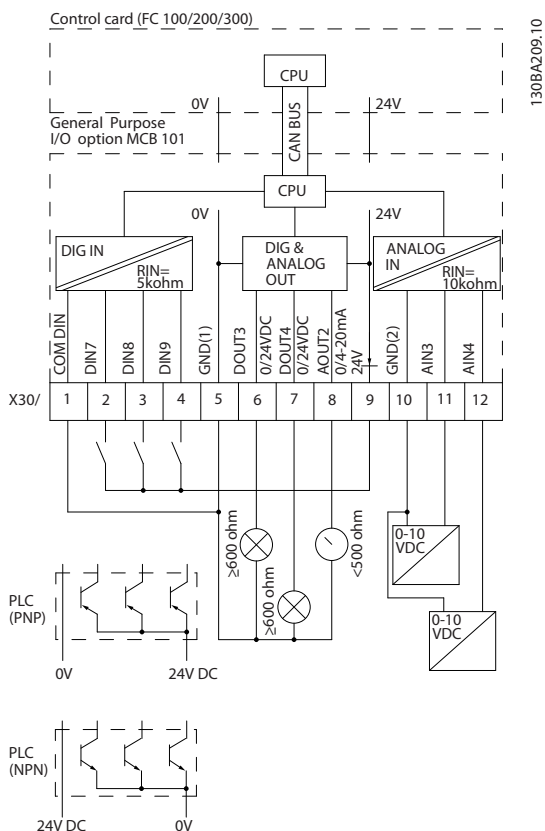 Control card (FC 100/200/300)
130BA209.10
CPU
0V
24V
CAN BUS
General Purpose
I/O option MCB 101
CPU
0V
24V
DIG IN
RIN=
5kohm
DIG &
ANALOG
OUT
ANALOG
IN
RIN=
10kohm
COM DIN
DIN7
DIN8
DIN9
GND(1)
DOUT3
0/24VDC
DOUT4
0/24VDC
AOUT2
0/4-20mA
24V
GND(2)
AIN3
AIN4
X30/ 1 2 3 4 5 6 7 8 9 10 11 12
≥600 ohm
≥600 ohm
<500 ohm
0-10
VDC
0-10
VDC
PLC
(PNP)
0V
24V DC
PLC
(NPN)
24V DC
0V